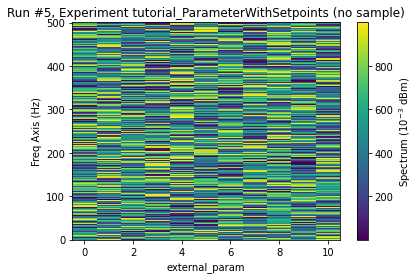 Run #5, Experiment tutorial_ParameterWithSetpoints (no sample)
500
400
300
200
100
0
Freq Axis (Hz)
0 2 4 6 8 10
external_param
800
600
400
200
Spectrum (10⁻³ dBm)